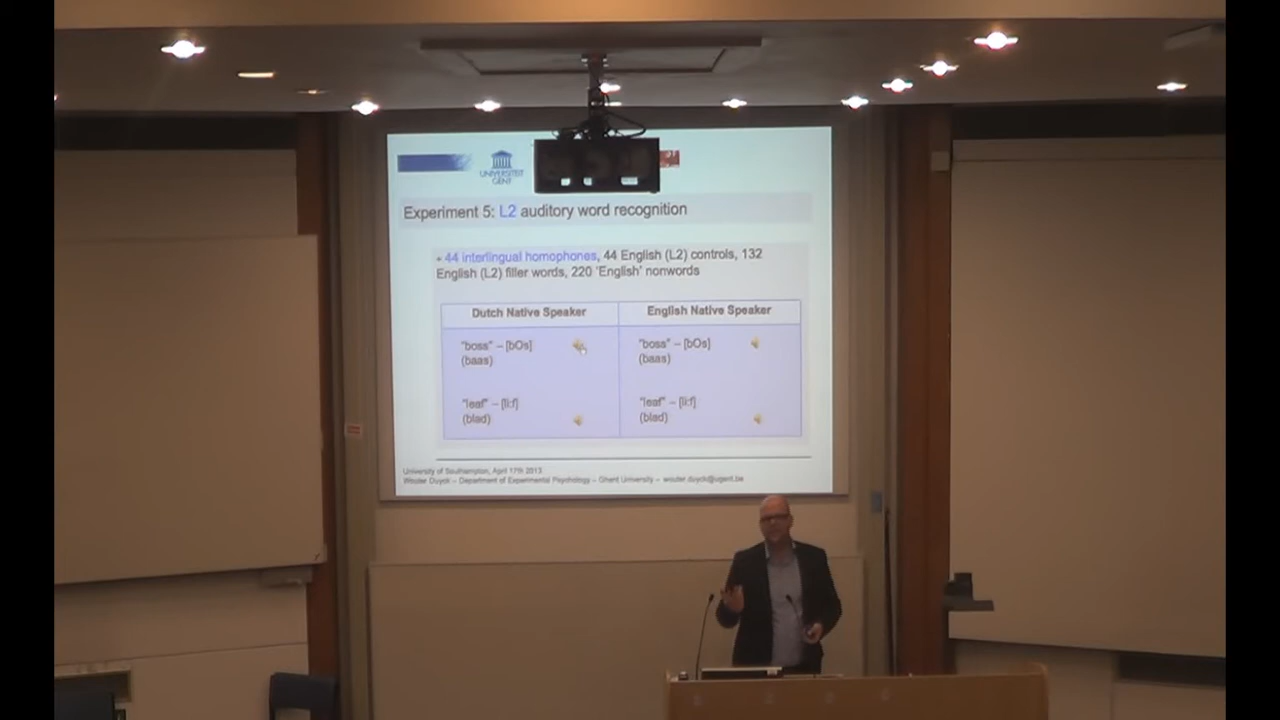 UNIVERSITEIT
GENT
Experiment 5: L2 auditory word recognition
- 44 interlingual homophones, 44 English (L2) controls, 132
English (L2) filler words, 220 'English' nonwords
Dutch Native Speaker
English Native Speaker
"boss" – [bOs]
(baas)
"boss" – [bOs]
(baas)
"leaf" – [li:f]
(blad)
"leaf" – [li:f]
(blad)
University of Southampton, April 17th 2013
Wouter Duyck – Department of Experimental Psychology – Ghent University – wouter.duyck@ugent.be